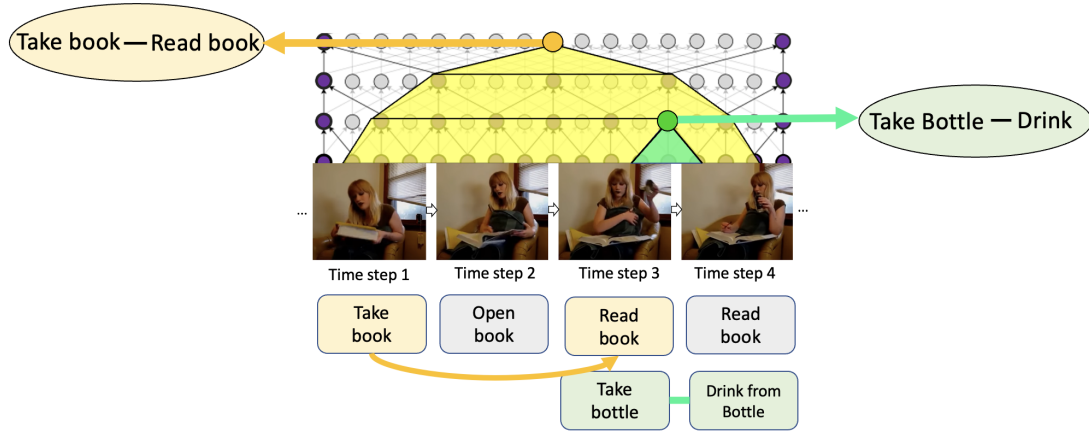 Take book — Read book
Take Bottle — Drink
...
...
Time step 1
Time step 2
Time step 3
Time step 4
Take
book
Open
book
Read
book
Read
book
Take
bottle
Drink from
Bottle